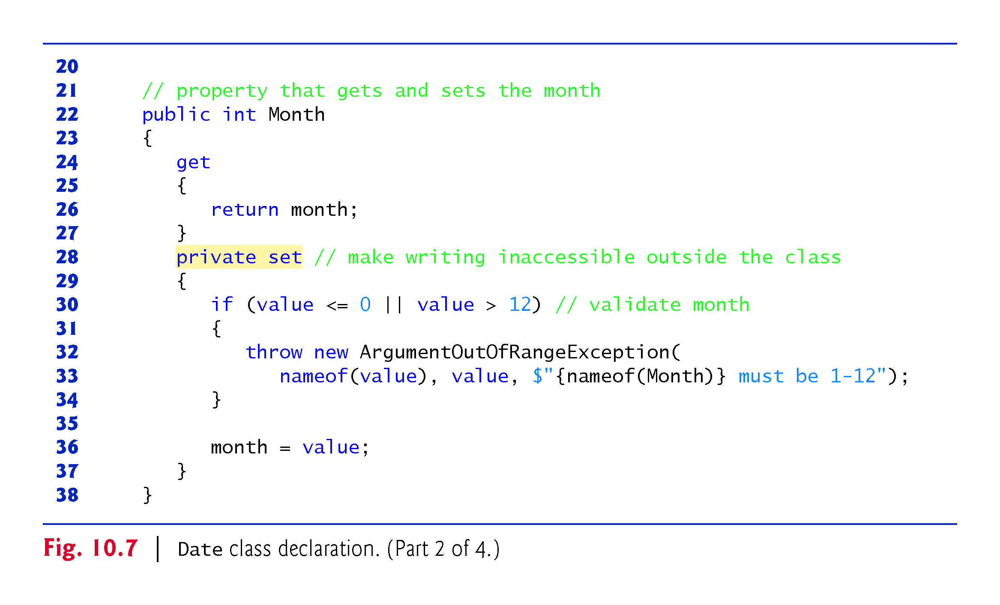 20
21 // property that gets and sets the month
22 public int Month
23 {
24 get
25 {
26 return month;
27 }
28 private set // make writing inaccessible outside the class
29 {
30 if (value <= 0 || value > 12) // validate month
31 {
32 throw new ArgumentOutOfRangeException(
33 nameof(value), value, $"{nameof(Month)} must be 1-12");
34 }
35
36 month = value;
37 }
38 }
Fig. 10.7 | Date class declaration. (Part 2 of 4.)